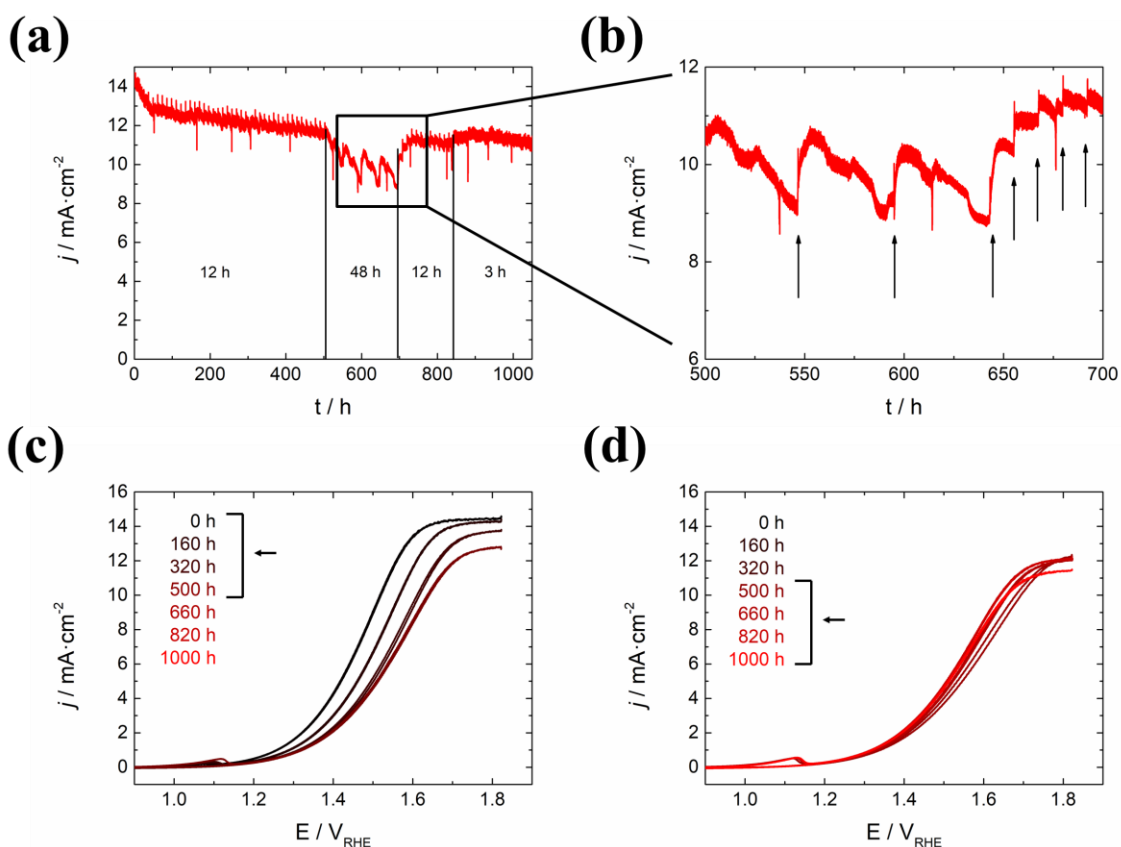 (a)
14
12
10
8
6
4
2
0
j / mA·cm-2
12 h
48 h
12 h
3 h
0 200 400 600 800 1000
t / h
(b)
12
10
8
6
j / mA·cm-2
500 550 600 650 700
t / h
(c)
16
14
12
10
8
6
4
2
0
j / mA·cm-2
0 h
160 h
320 h
500 h
660 h
820 h
1000 h
1.0 1.2 1.4 1.6 1.8
E / VRHE
(d)
16
14
12
10
8
6
4
2
0
j / mA·cm-2
0 h
160 h
320 h
500 h
660 h
820 h
1000 h
1.0 1.2 1.4 1.6 1.8
E / VRHE